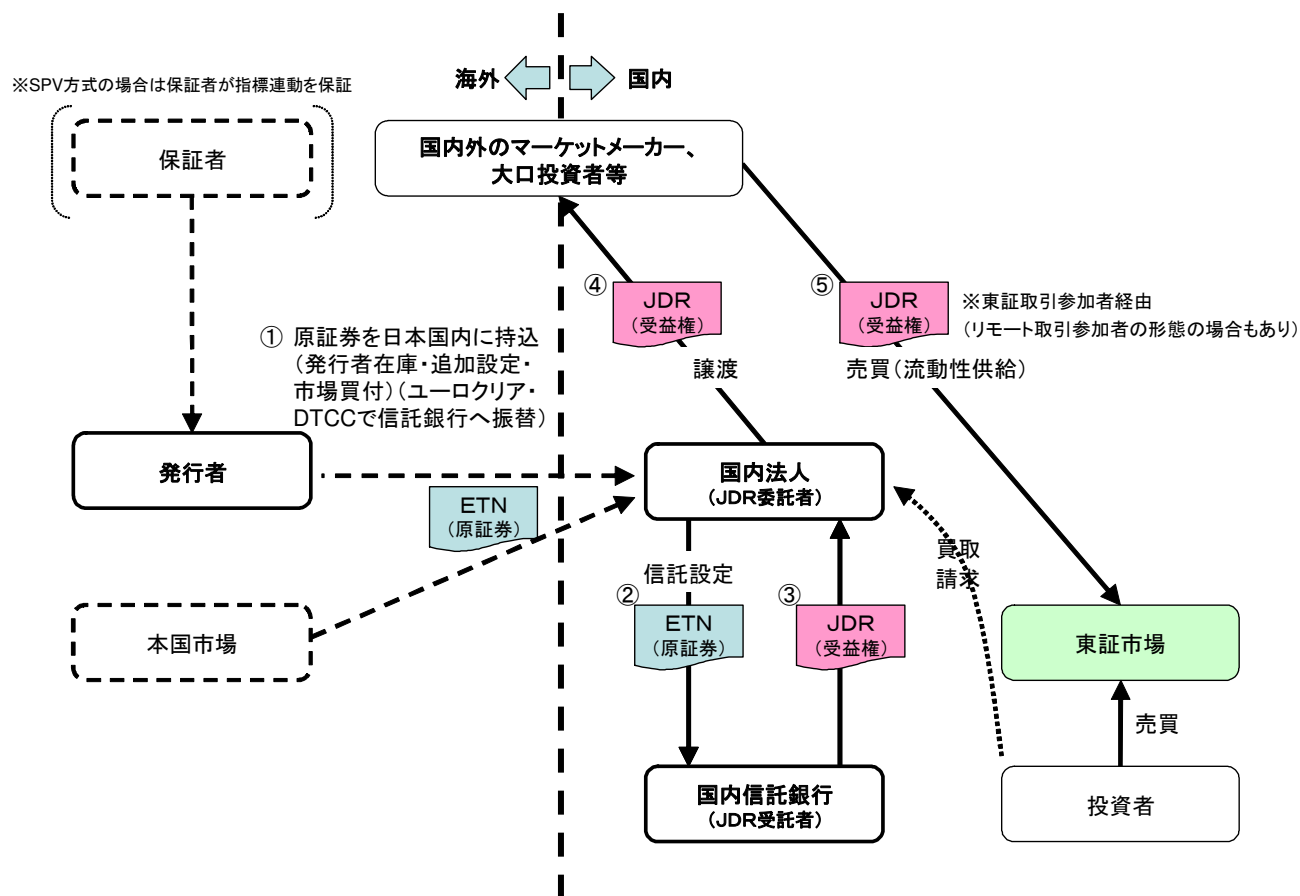 海外
国内
※SPV方式の場合は保証者が指標連動を保証
保証者
国内外のマーケットメーカー、
大口投資者等
④
JDR
(受益権)
譲渡
⑤
JDR
(受益権)
※東証取引参加者経由
(リモート取引参加者の形態の場合もあり)
売買(流動性供給)
① 原証券を日本国内に持込
(発行者在庫・追加設定・
市場買付)(ユーロクリア・
DTCCで信託銀行へ振替)
発行者
ETN
(原証券)
国内法人
(JDR委託者)
買取
請求
信託設定
②
ETN
(原証券)
③
JDR
(受益権)
本国市場
東証市場
売買
国内信託銀行
(JDR受託者)
投資者